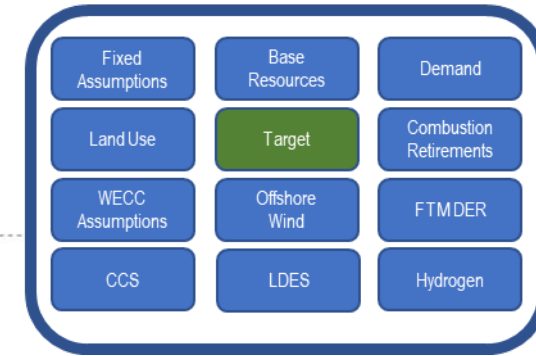 Fixed
Assumptions
Base
Resources
Demand
Land Use
Target
Combustion
Retirements
WECC
Assumptions
Offshore
Wind
FTM DER
CCS
LDES
Hydrogen